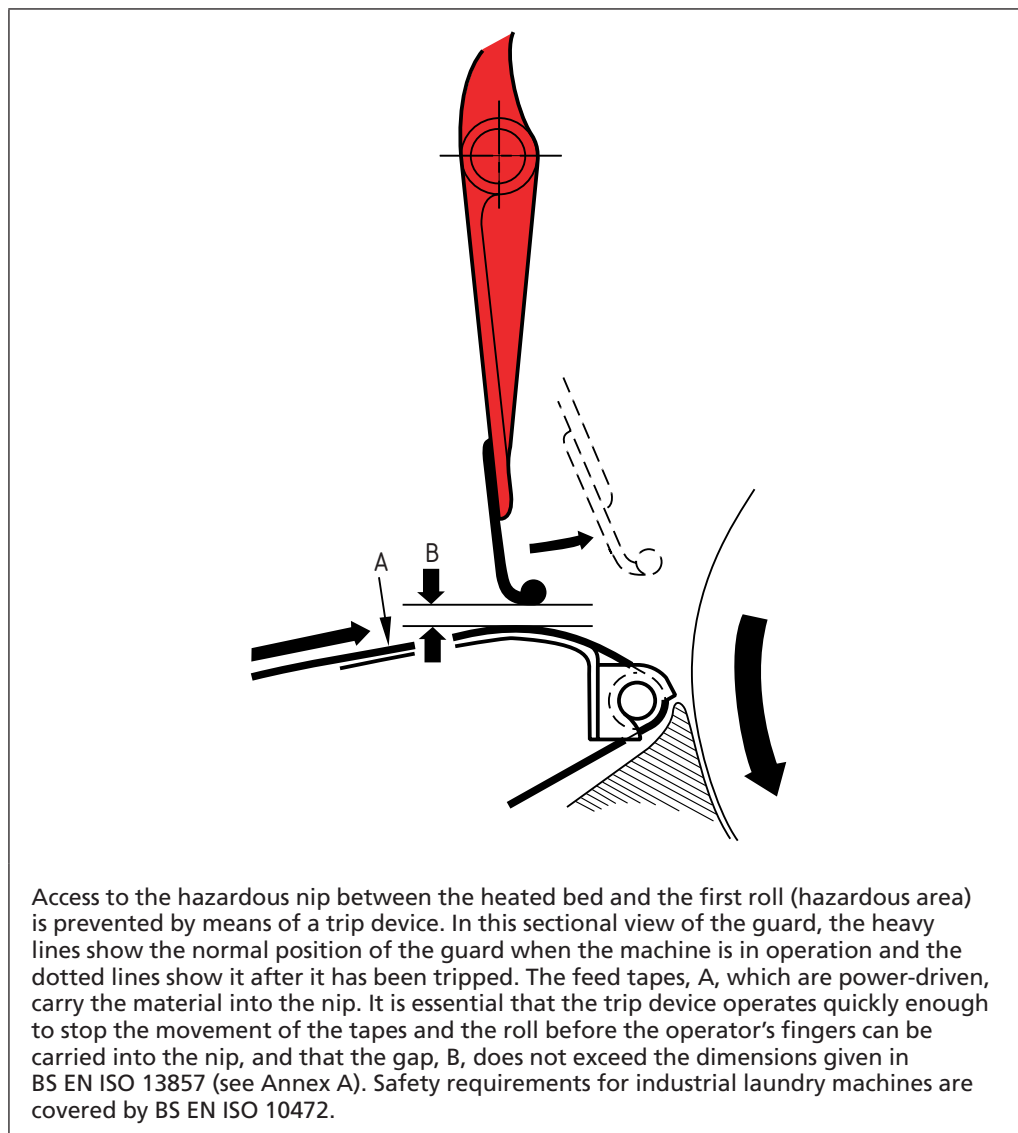 A
B
Access to the hazardous nip between the heated bed and the first roll (hazardous area)
is prevented by means of a trip device. In this sectional view of the guard, the heavy
lines show the normal position of the guard when the machine is in operation and the
dotted lines show it after it has been tripped. The feed tapes, A, which are power-driven,
carry the material into the nip. It is essential that the trip device operates quickly enough
to stop the movement of the tapes and the roll before the operator’s fingers can be
carried into the nip, and that the gap, B, does not exceed the dimensions given in
BS EN ISO 13857 (see Annex A). Safety requirements for industrial laundry machines are
covered by BS EN ISO 10472.